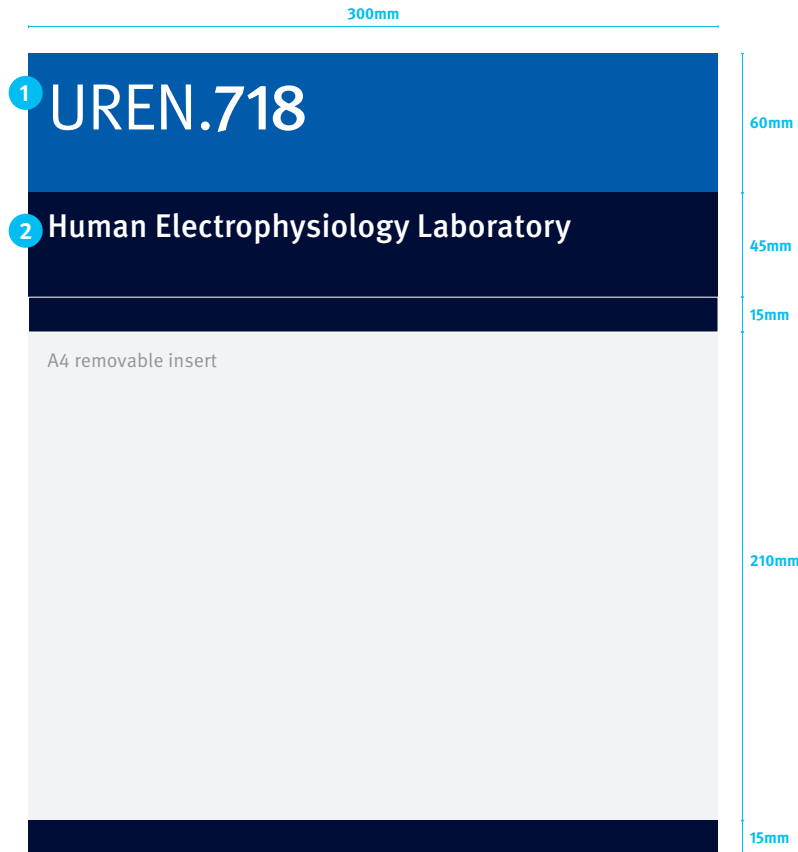 300mm
1
UREN.718
60mm
2
Human Electrophysiology Laboratory
45mm
15mm
A4 removable insert
210mm
15mm